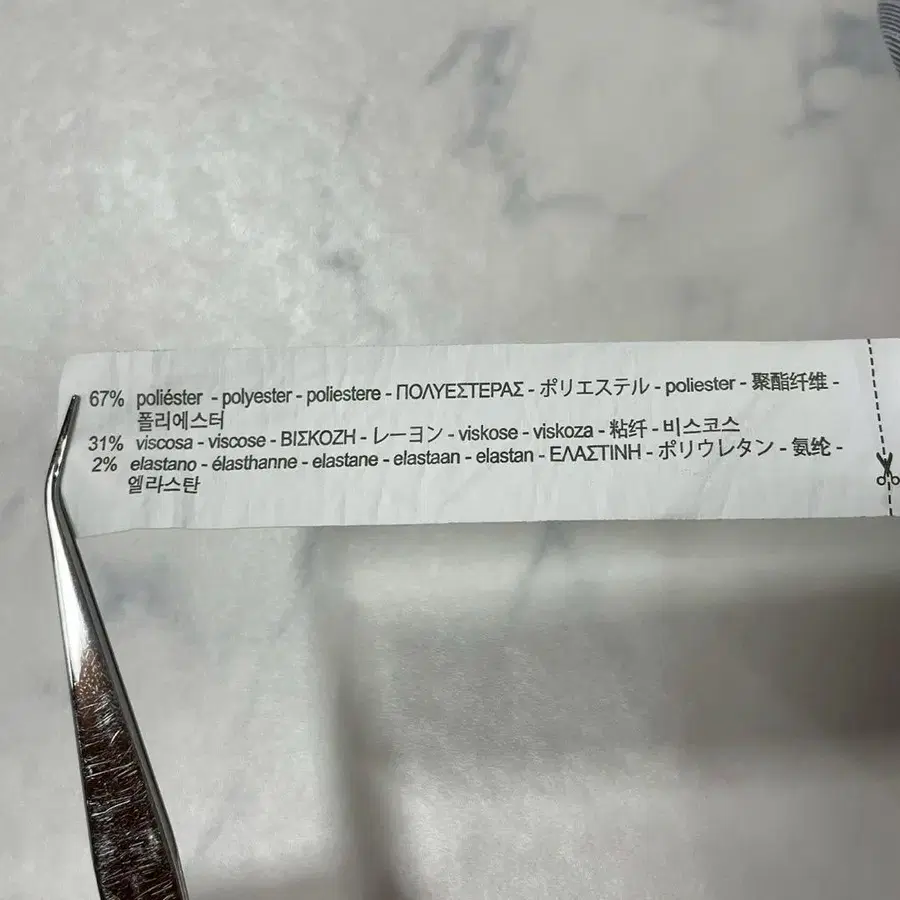 67% poliéster - polyester - poliestere - ΠΟΛΥΕΣΤΕΡΑΣ - ポリエステル - poliester - 聚酯纤维 -
폴리에스터
31% viscosa - viscose - ΒΙΣΚΟΖΗ - レーヨン - viskose - viskoza - 粘纤 - 비스코스
2% elastano - élasthanne - elastane - elastaan - elastan - ΕΛΑΣΤΙΝΗ - ポリウレタン - 氨纶 -
엘라스탄